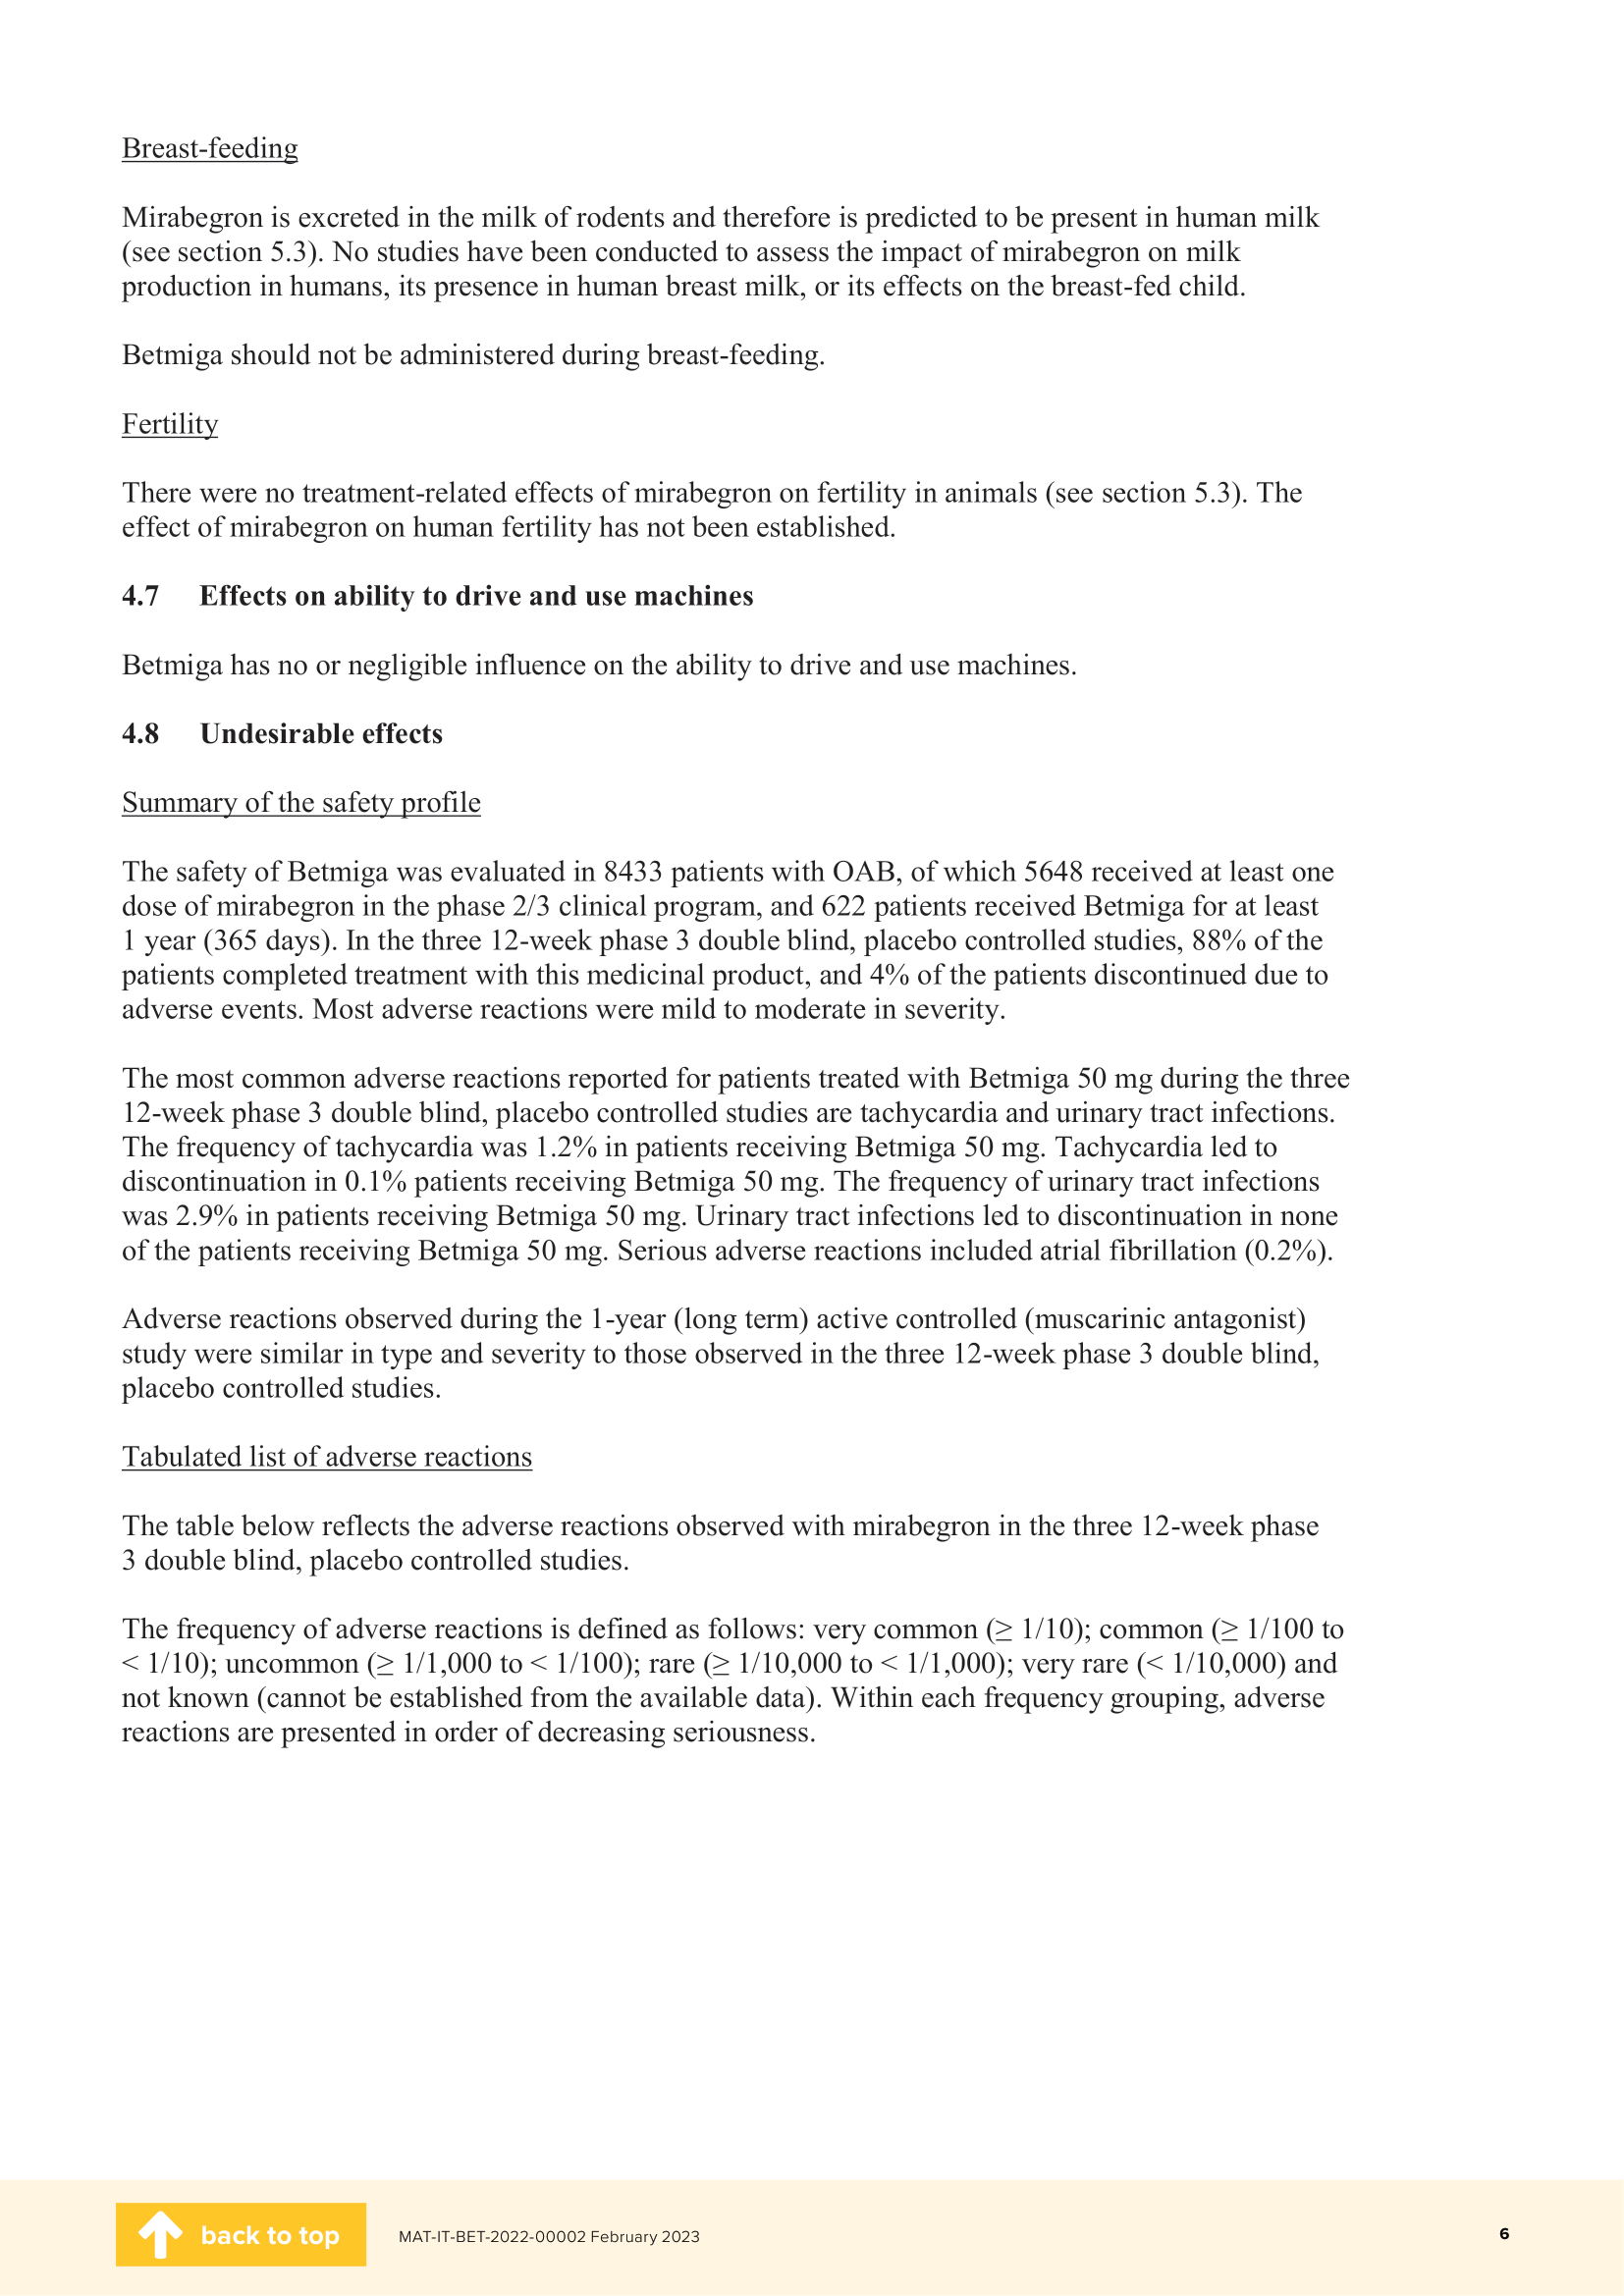 Breast-feeding
Mirabegron is excreted in the milk of rodents and therefore is predicted to be present in human milk
(see section 5.3). No studies have been conducted to assess the impact of mirabegron on milk
production in humans, its presence in human breast milk, or its effects on the breast-fed child.
Betmiga should not be administered during breast-feeding.
Fertility
There were no treatment-related effects of mirabegron on fertility in animals (see section 5.3). The
effect of mirabegron on human fertility has not been established.
4.7 Effects on ability to drive and use machines
Betmiga has no or negligible influence on the ability to drive and use machines.
4.8 Undesirable effects
Summary of the safety profile
The safety of Betmiga was evaluated in 8433 patients with OAB, of which 5648 received at least one
dose of mirabegron in the phase 2/3 clinical program, and 622 patients received Betmiga for at least
1 year (365 days). In the three 12-week phase 3 double blind, placebo controlled studies, 88% of the
patients completed treatment with this medicinal product, and 4% of the patients discontinued due to
adverse events. Most adverse reactions were mild to moderate in severity.
The most common adverse reactions reported for patients treated with Betmiga 50 mg during the three
12-week phase 3 double blind, placebo controlled studies are tachycardia and urinary tract infections.
The frequency of tachycardia was 1.2% in patients receiving Betmiga 50 mg. Tachycardia led to
discontinuation in 0.1% patients receiving Betmiga 50 mg. The frequency of urinary tract infections
was 2.9% in patients receiving Betmiga 50 mg. Urinary tract infections led to discontinuation in none
of the patients receiving Betmiga 50 mg. Serious adverse reactions included atrial fibrillation (0.2%).
Adverse reactions observed during the 1-year (long term) active controlled (muscarinic antagonist)
study were similar in type and severity to those observed in the three 12-week phase 3 double blind,
placebo controlled studies.
Tabulated list of adverse reactions
The table below reflects the adverse reactions observed with mirabegron in the three 12-week phase
3 double blind, placebo controlled studies.
The frequency of adverse reactions is defined as follows: very common (≥ 1/10); common (≥ 1/100 to
< 1/10); uncommon (≥ 1/1,000 to < 1/100); rare (≥ 1/10,000 to < 1/1,000); very rare (< 1/10,000) and
not known (cannot be established from the available data). Within each frequency grouping, adverse
reactions are presented in order of decreasing seriousness.
back to top
MAT-IT-BET-2022-00002 February 2023
6